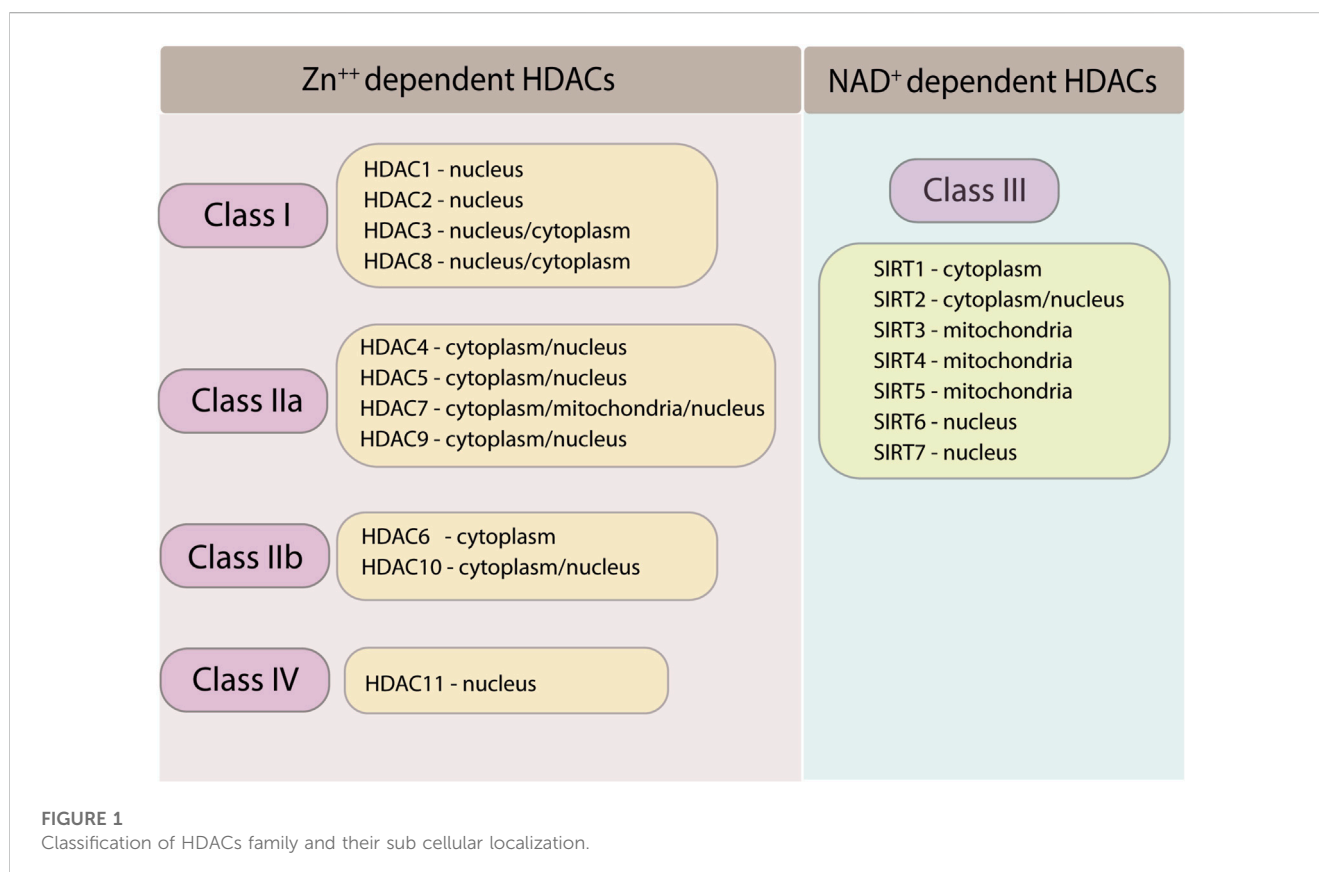 Zn⁺⁺ dependent HDACs
NAD⁺ dependent HDACs
Class I
HDAC1 - nucleus
HDAC2 - nucleus
HDAC3 - nucleus/cytoplasm
HDAC8 - nucleus/cytoplasm
Class IIa
HDAC4 - cytoplasm/nucleus
HDAC5 - cytoplasm/nucleus
HDAC7 - cytoplasm/mitochondria/nucleus
HDAC9 - cytoplasm/nucleus
Class IIb
HDAC6 - cytoplasm
HDAC10 - cytoplasm/nucleus
Class IV
HDAC11 - nucleus
Class III
SIRT1 - cytoplasm
SIRT2 - cytoplasm/nucleus
SIRT3 - mitochondria
SIRT4 - mitochondria
SIRT5 - mitochondria
SIRT6 - nucleus
SIRT7 - nucleus
FIGURE 1
Classification of HDACs family and their sub cellular localization.